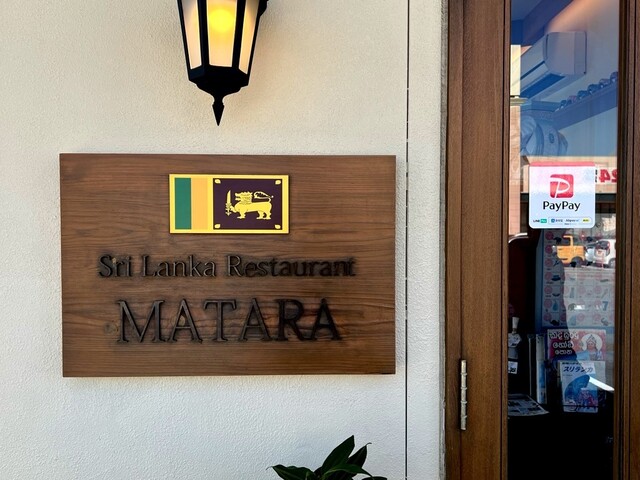 Sri Lanka Restaurant
MATARA
PayPay
スリランカ